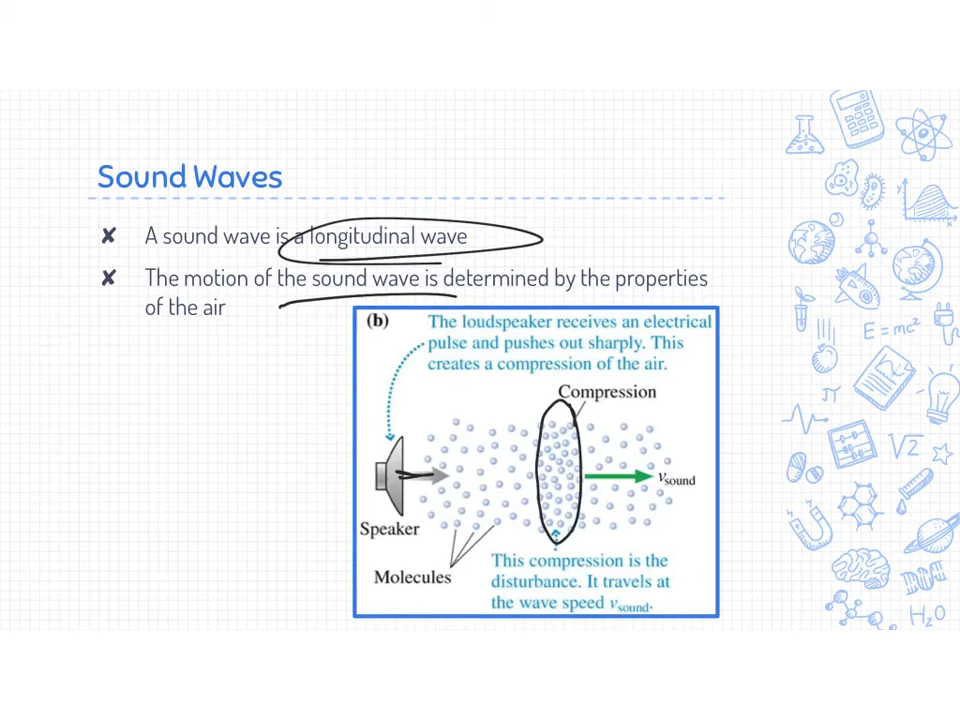 Sound Waves
✘ A sound wave is a longitudinal wave
✘ The motion of the sound wave is determined by the properties
of the air
(b) The loudspeaker receives an electrical
pulse and pushes out sharply. This
creates a compression of the air.
Compression
vsound
Speaker
Molecules
This compression is the
disturbance. It travels at
the wave speed vsound.
y
x
E=mc²
π
√2
H₂O